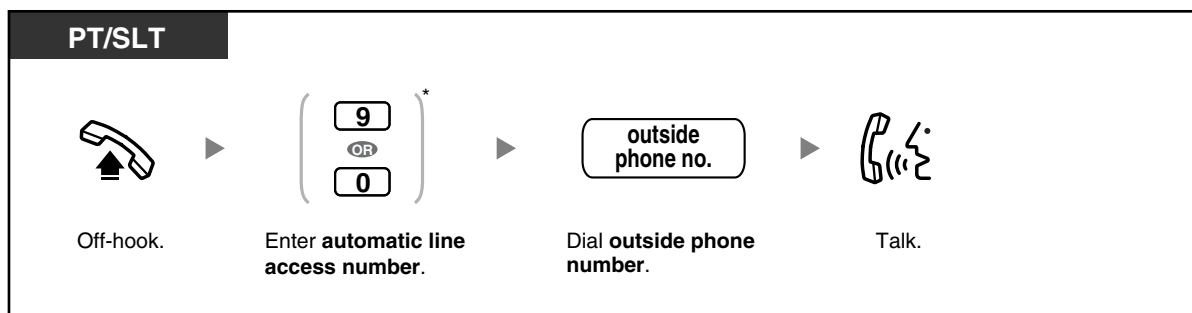 PT/SLT
9
*
OR
0
outside
phone no.
Off-hook.
Enter automatic line
access number.
Dial outside phone
number.
Talk.